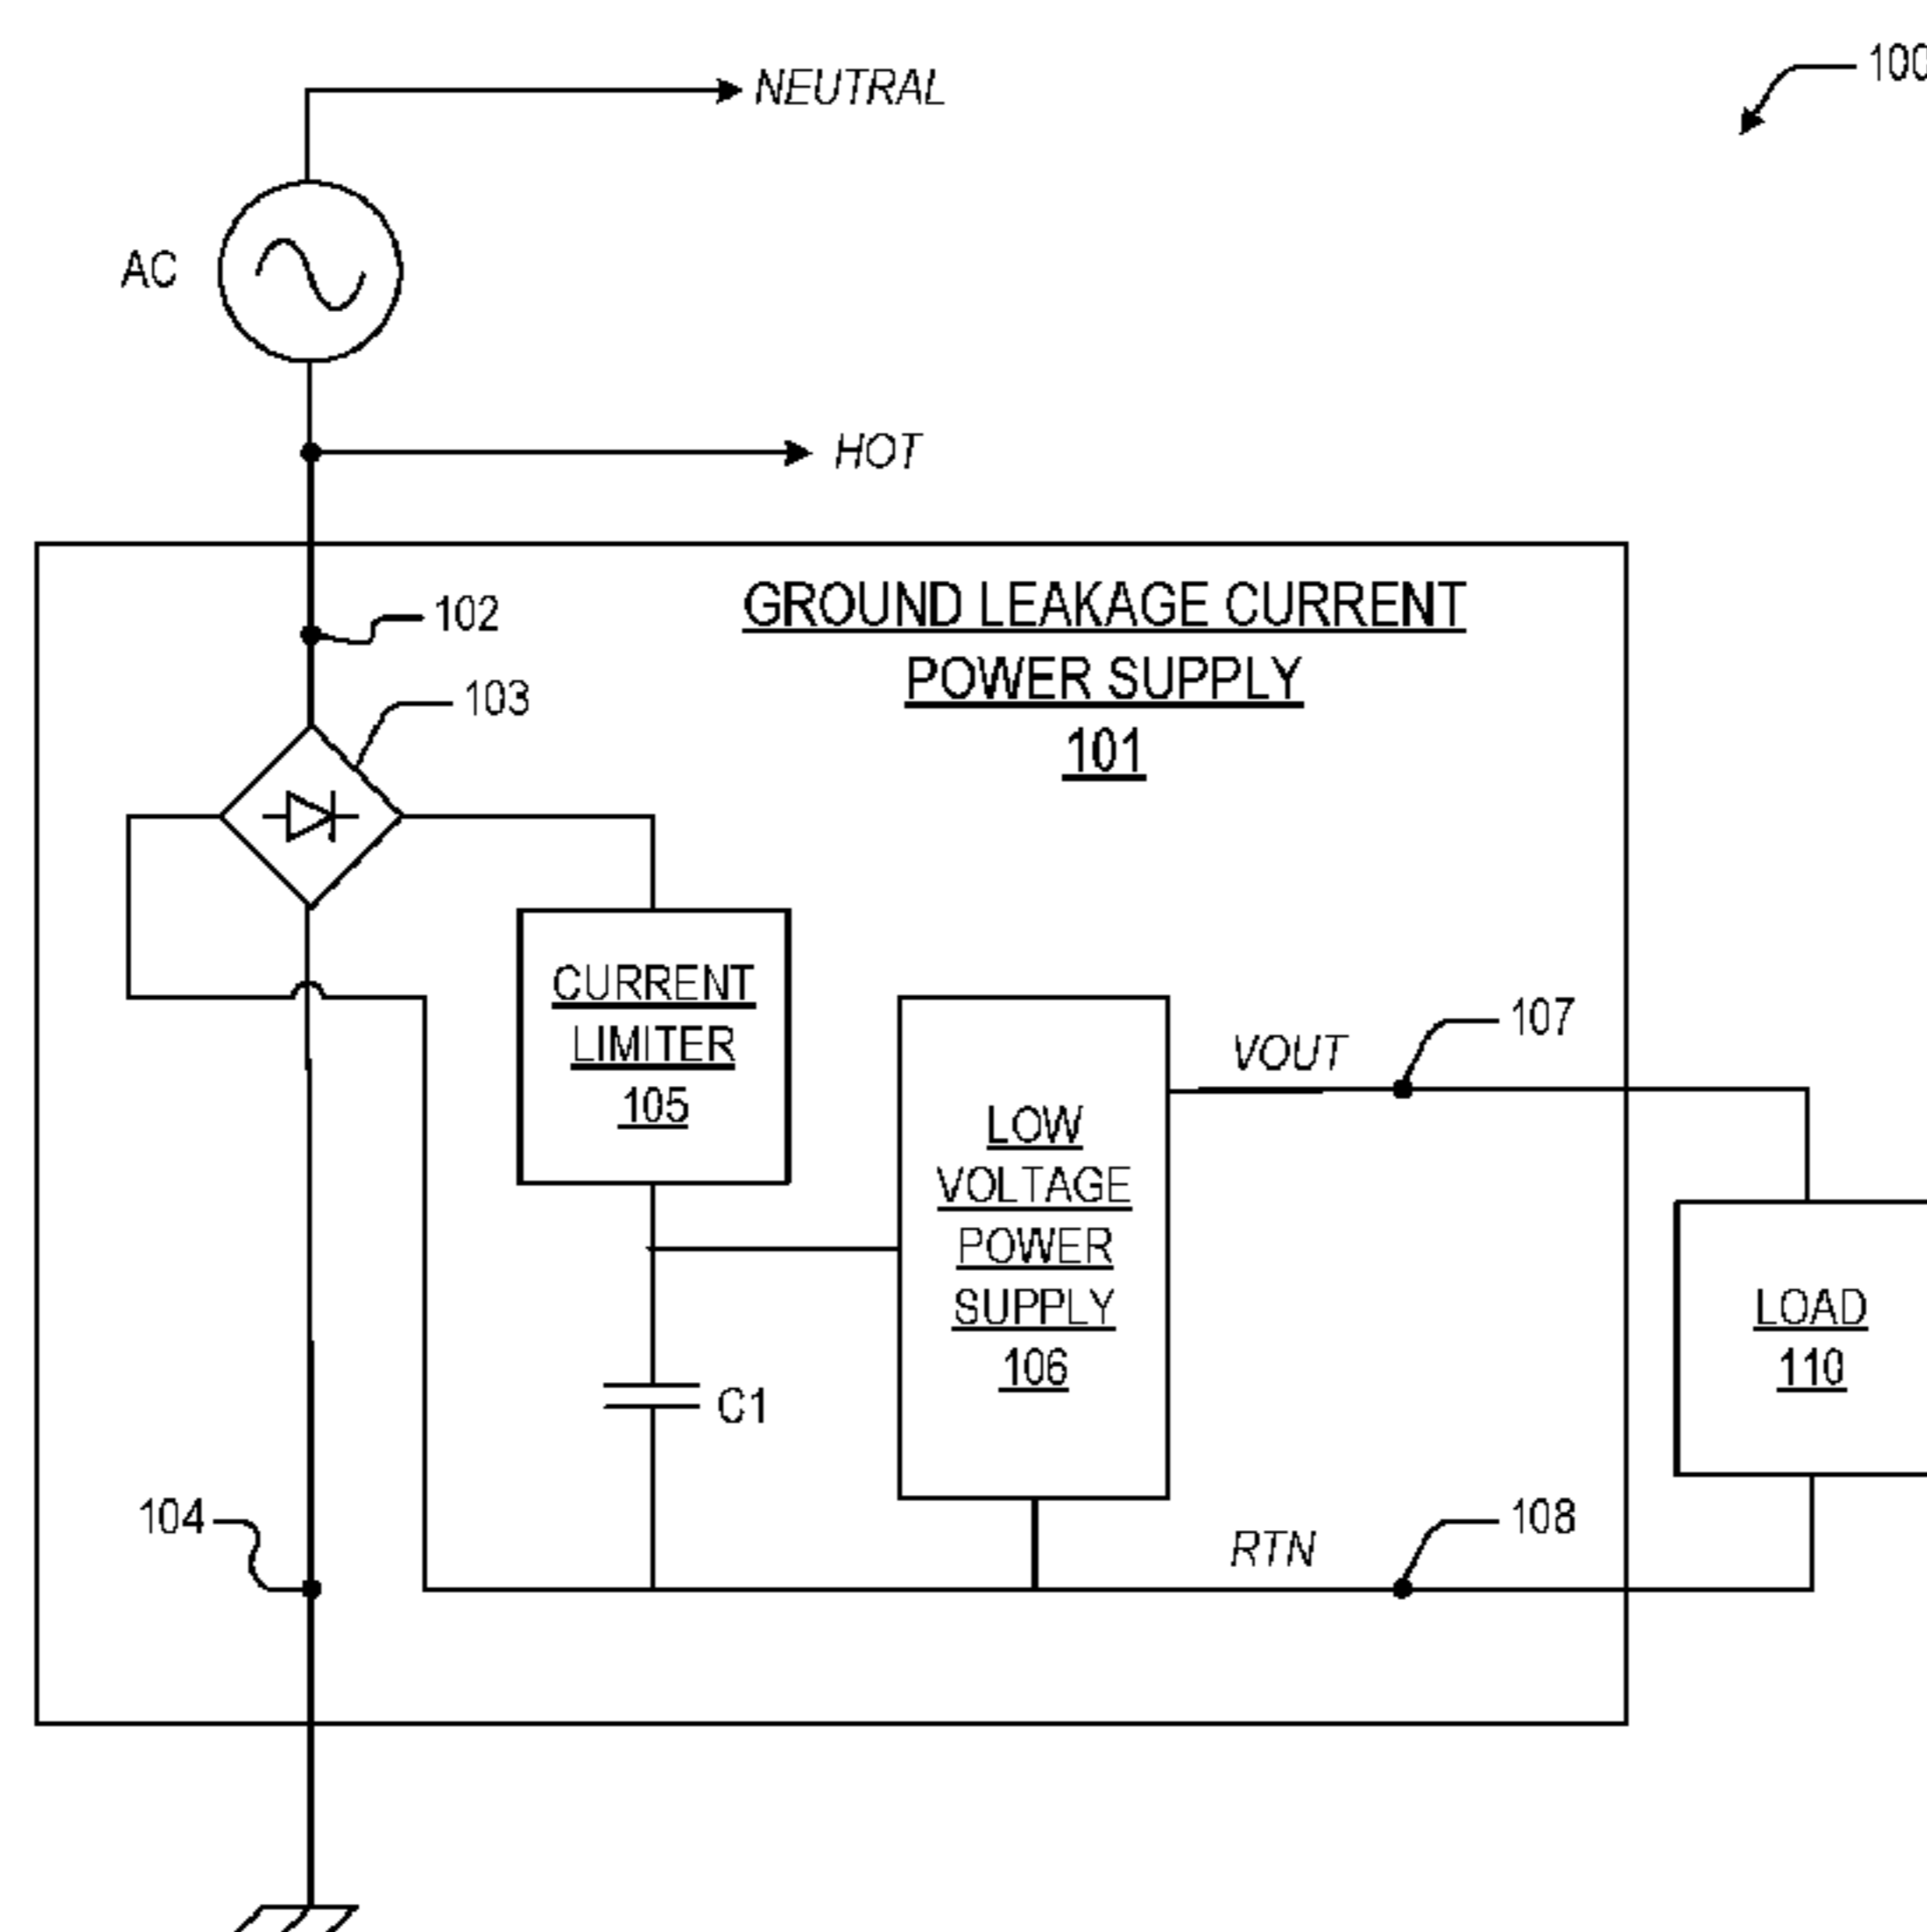 NEUTRAL
100
AC
HOT
GROUND LEAKAGE CURRENT
POWER SUPPLY
101
102
103
CURRENT
LIMITER
105
107
VOUT
LOW
VOLTAGE
POWER
SUPPLY
106
LOAD
110
C1
104
RTN
108